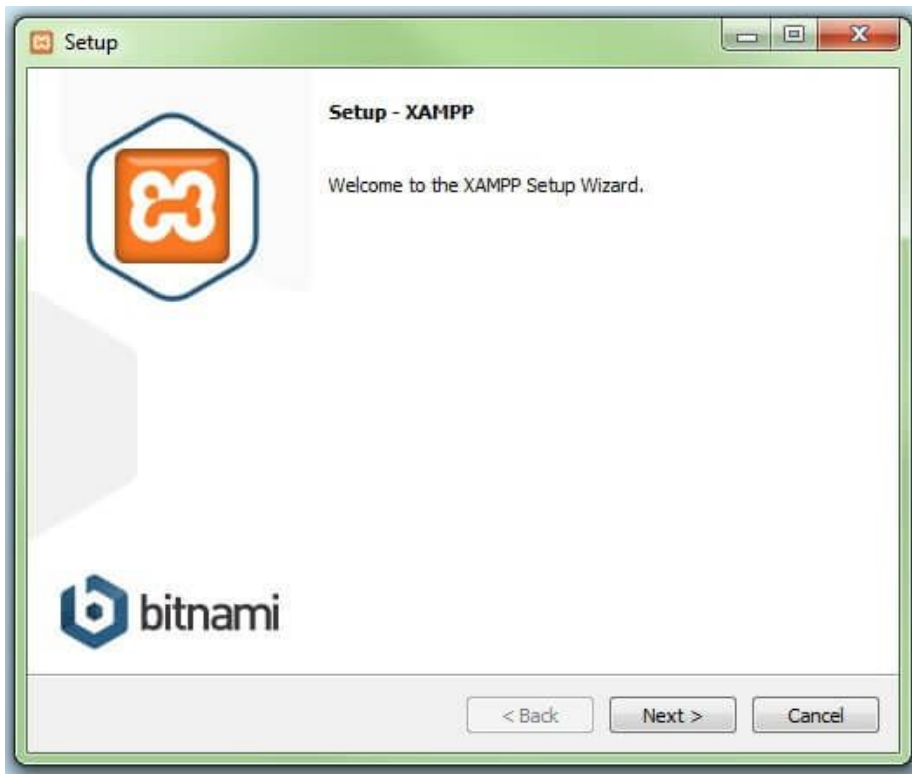 Setup
Setup - XAMPP
Welcome to the XAMPP Setup Wizard.
bitnami
< Back
Next >
Cancel